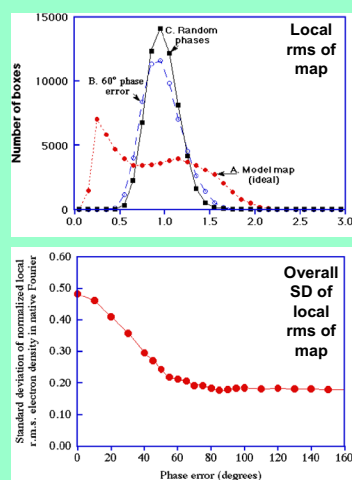 15000
10000
5000
0
Number of boxes
C. Random
phases
B. 60° phase
error
A. Model map
(ideal)
Local
rms of
map
0.0 0.5 1.0 1.5 2.0 2.5 3.0
0.60
0.50
0.40
0.30
0.20
0.10
0.00
Standard deviation of normalized local
r.m.s. electron density in native Fourier
Overall
SD of
local
rms of
map
0 20 40 60 80 100 120 140 160
Phase error (degrees)